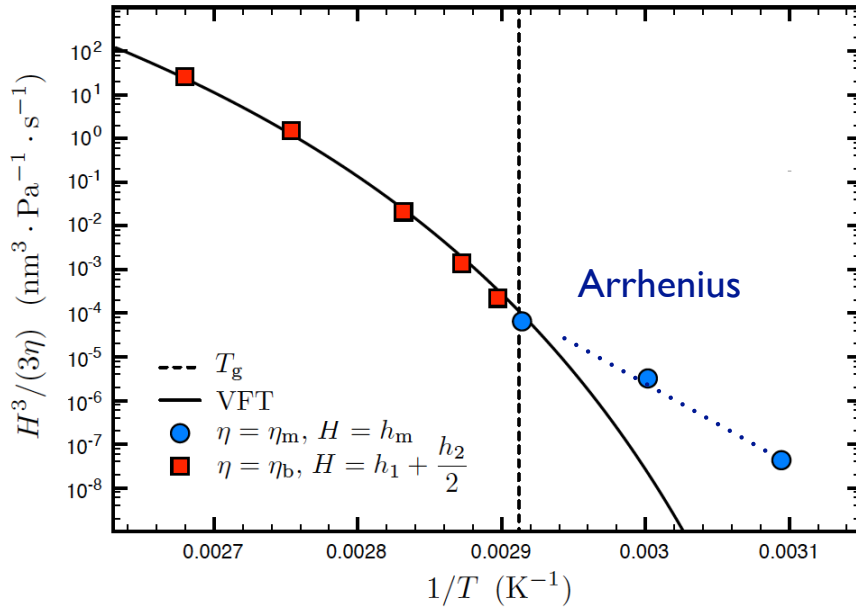 H³/(3η) (nm³ · Pa⁻¹ · s⁻¹)
10²
10¹
10⁰
10⁻¹
10⁻²
10⁻³
10⁻⁴
10⁻⁵
10⁻⁶
10⁻⁷
10⁻⁸
Arrhenius
T_g
VFT
η = η_m, H = h_m
η = η_b, H = h₁ + h₂/2
0.0027 0.0028 0.0029 0.003 0.0031
1/T (K⁻¹)